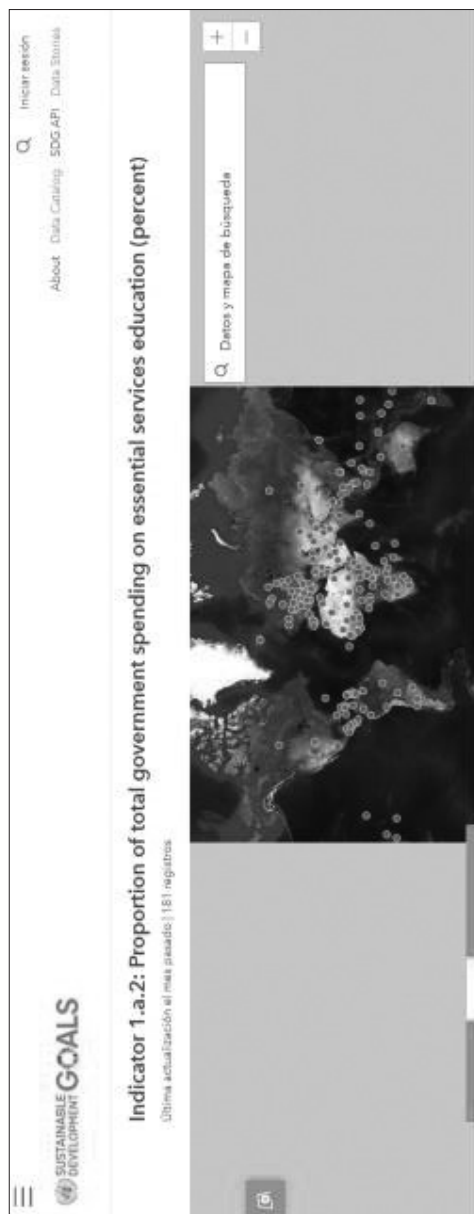 SUSTAINABLE
DEVELOPMENT GOALS
Iniciar sesión
About Data Catalog SDG API Data Stories
Indicator 1.a.2: Proportion of total government spending on essential services education (percent)
Última actualización el mes pasado | 181 registros
Datos y mapa de búsqueda
+
−